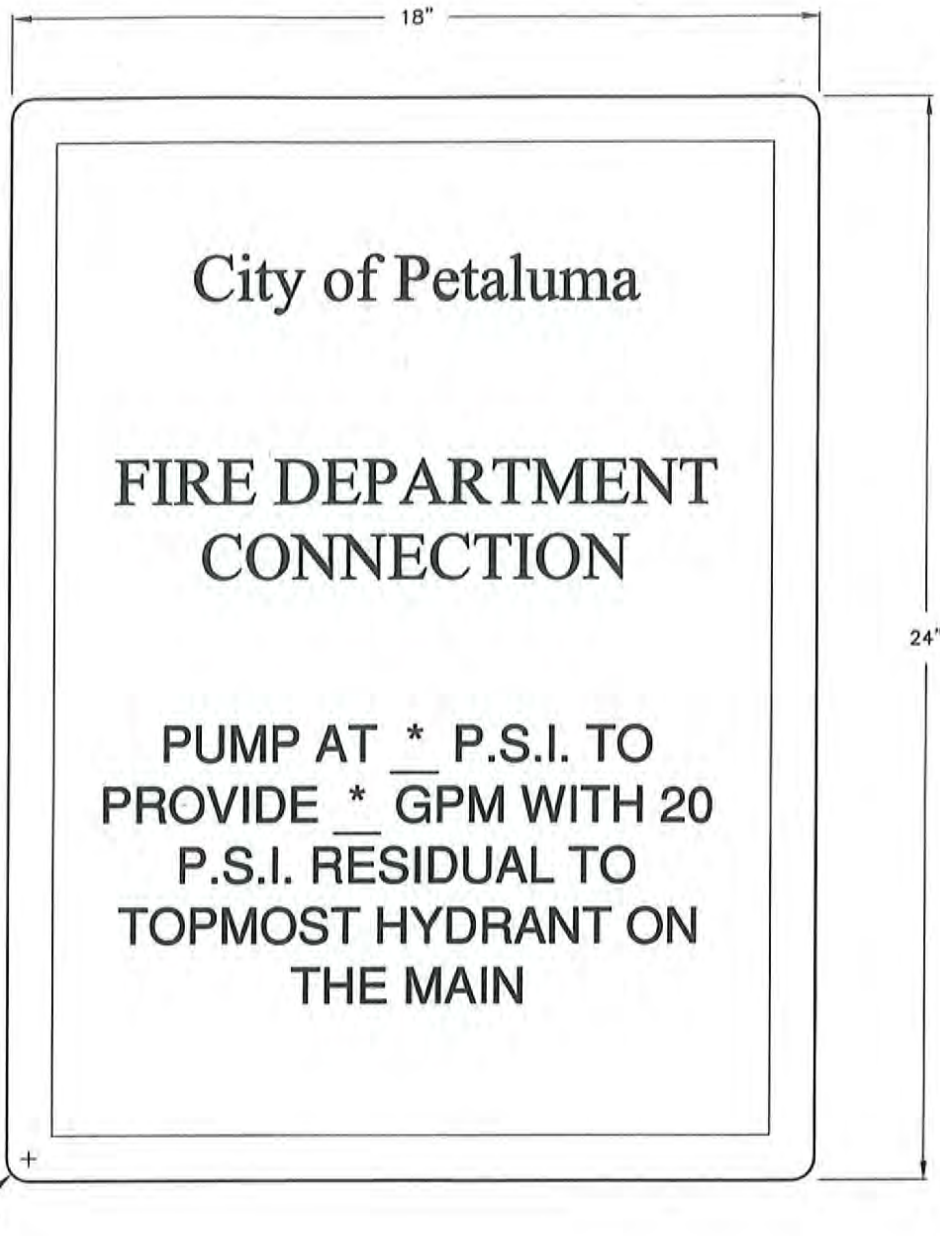 18"
City of Petaluma
FIRE DEPARTMENT
CONNECTION
24"
PUMP AT * P.S.I. TO
PROVIDE * GPM WITH 20
P.S.I. RESIDUAL TO
TOPMOST HYDRANT ON
THE MAIN